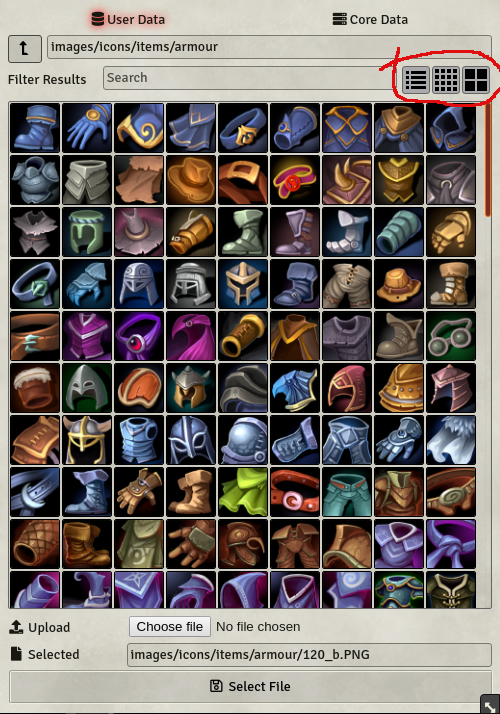 User Data
Core Data
images/icons/items/armour
Filter Results
Search
Upload
Choose file No file chosen
Selected
images/icons/items/armour/120_b.PNG
Select File